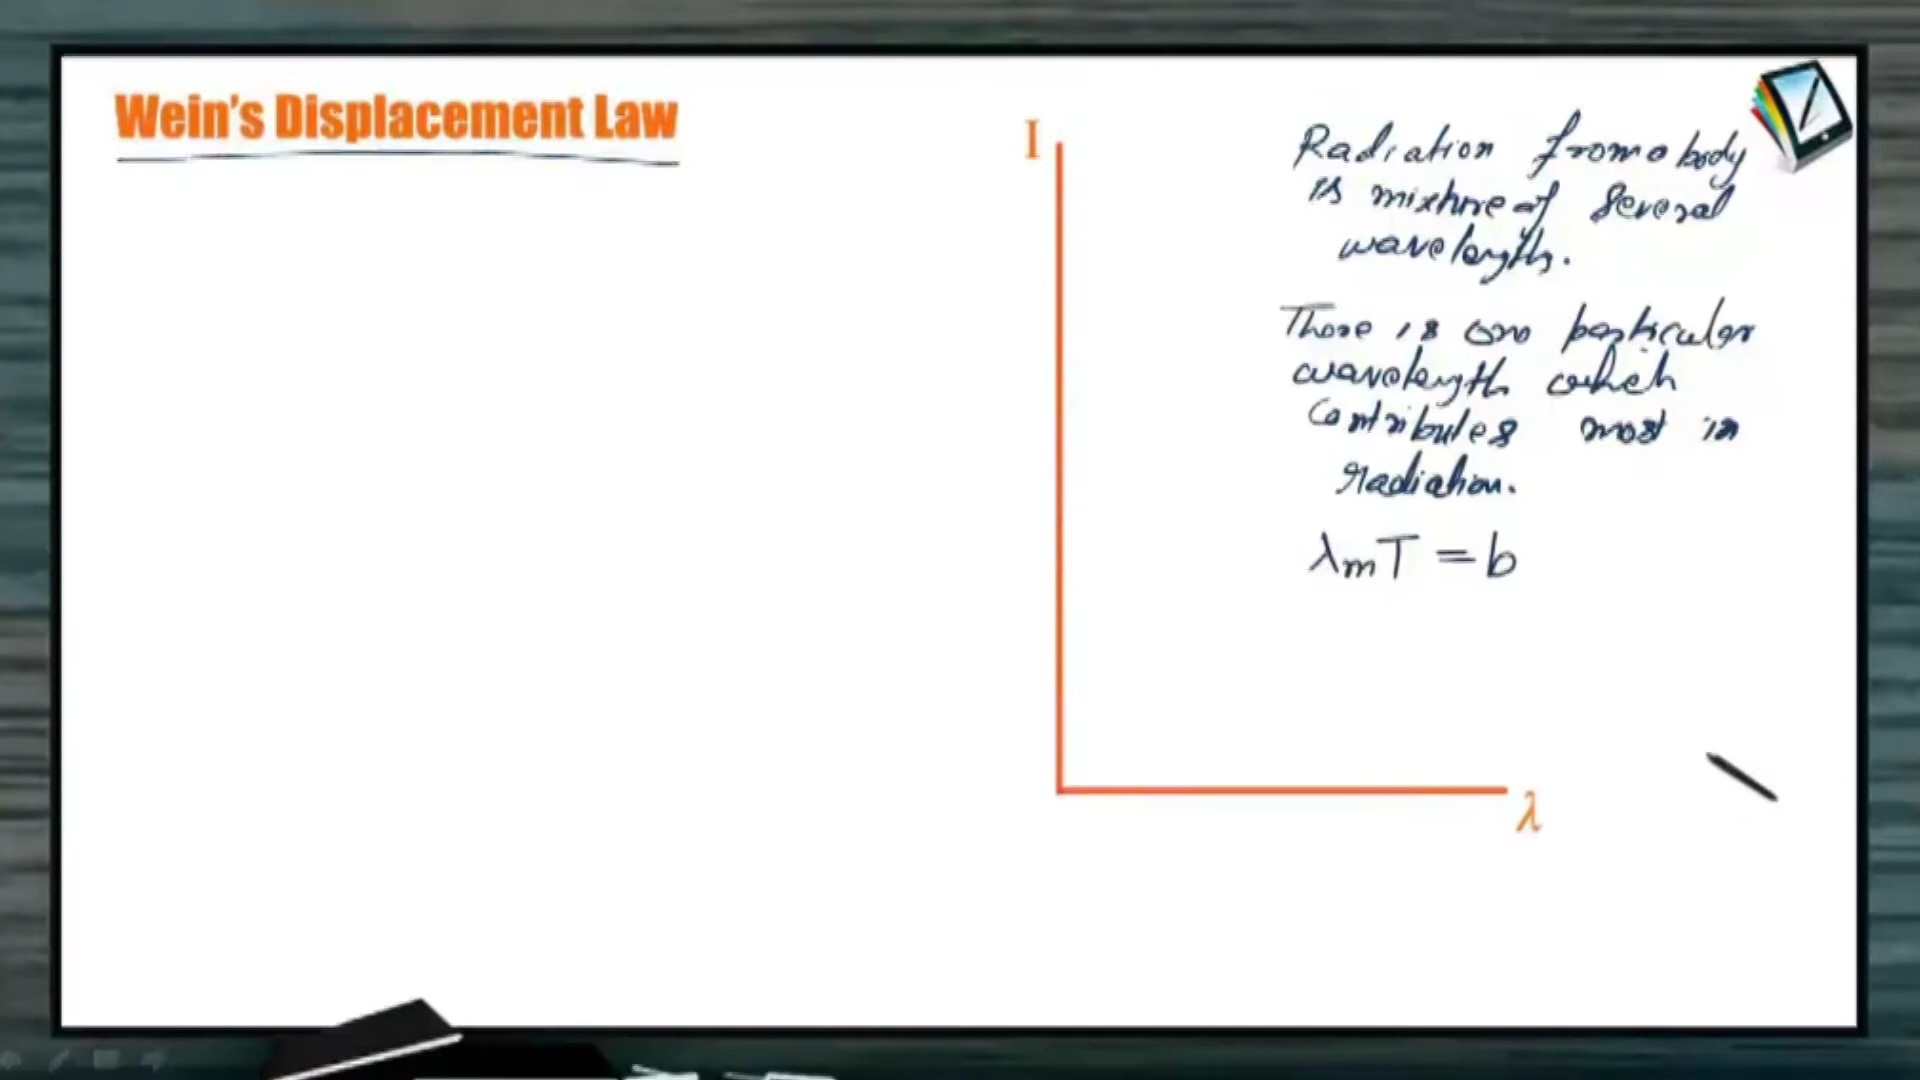 Wein's Displacement Law
I
Radiation from a body
is mixture of several
wavelength.
There is one particular
wavelength which
contributes most in
radiation.
λmT = b
λ